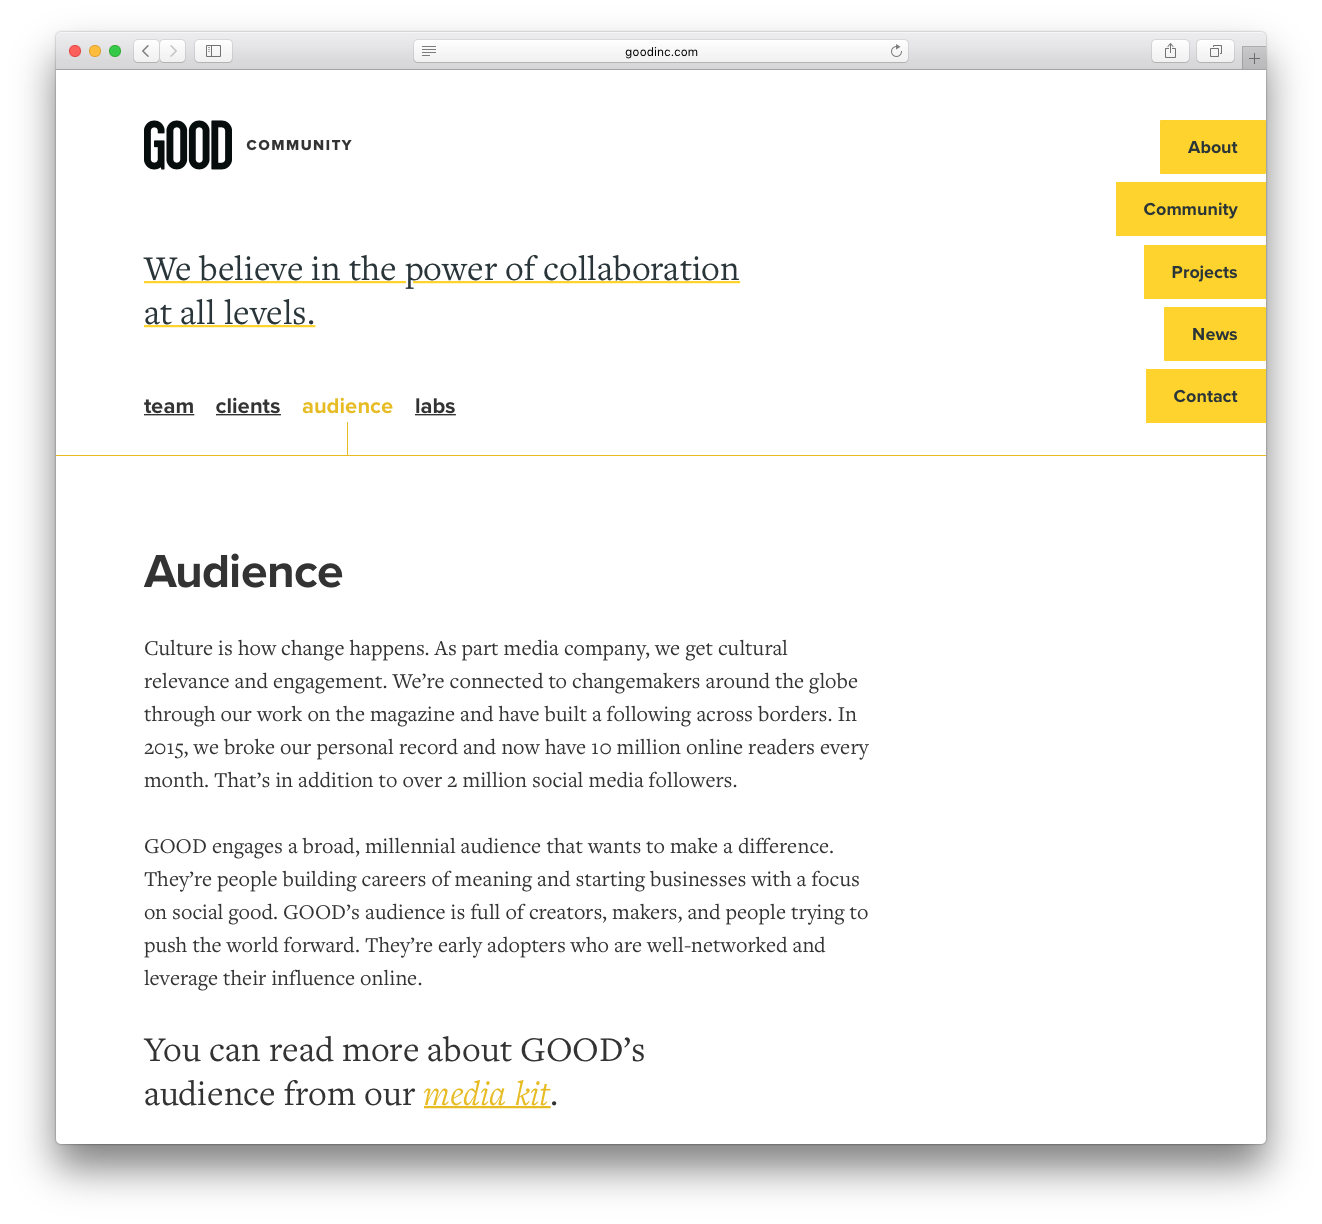 goodinc.com
GOOD COMMUNITY
About
Community
Projects
News
Contact
We believe in the power of collaboration
at all levels.
team clients audience labs
Audience
Culture is how change happens. As part media company, we get cultural
relevance and engagement. We’re connected to changemakers around the globe
through our work on the magazine and have built a following across borders. In
2015, we broke our personal record and now have 10 million online readers every
month. That’s in addition to over 2 million social media followers.
GOOD engages a broad, millennial audience that wants to make a difference.
They’re people building careers of meaning and starting businesses with a focus
on social good. GOOD’s audience is full of creators, makers, and people trying to
push the world forward. They’re early adopters who are well-networked and
leverage their influence online.
You can read more about GOOD’s
audience from our media kit.